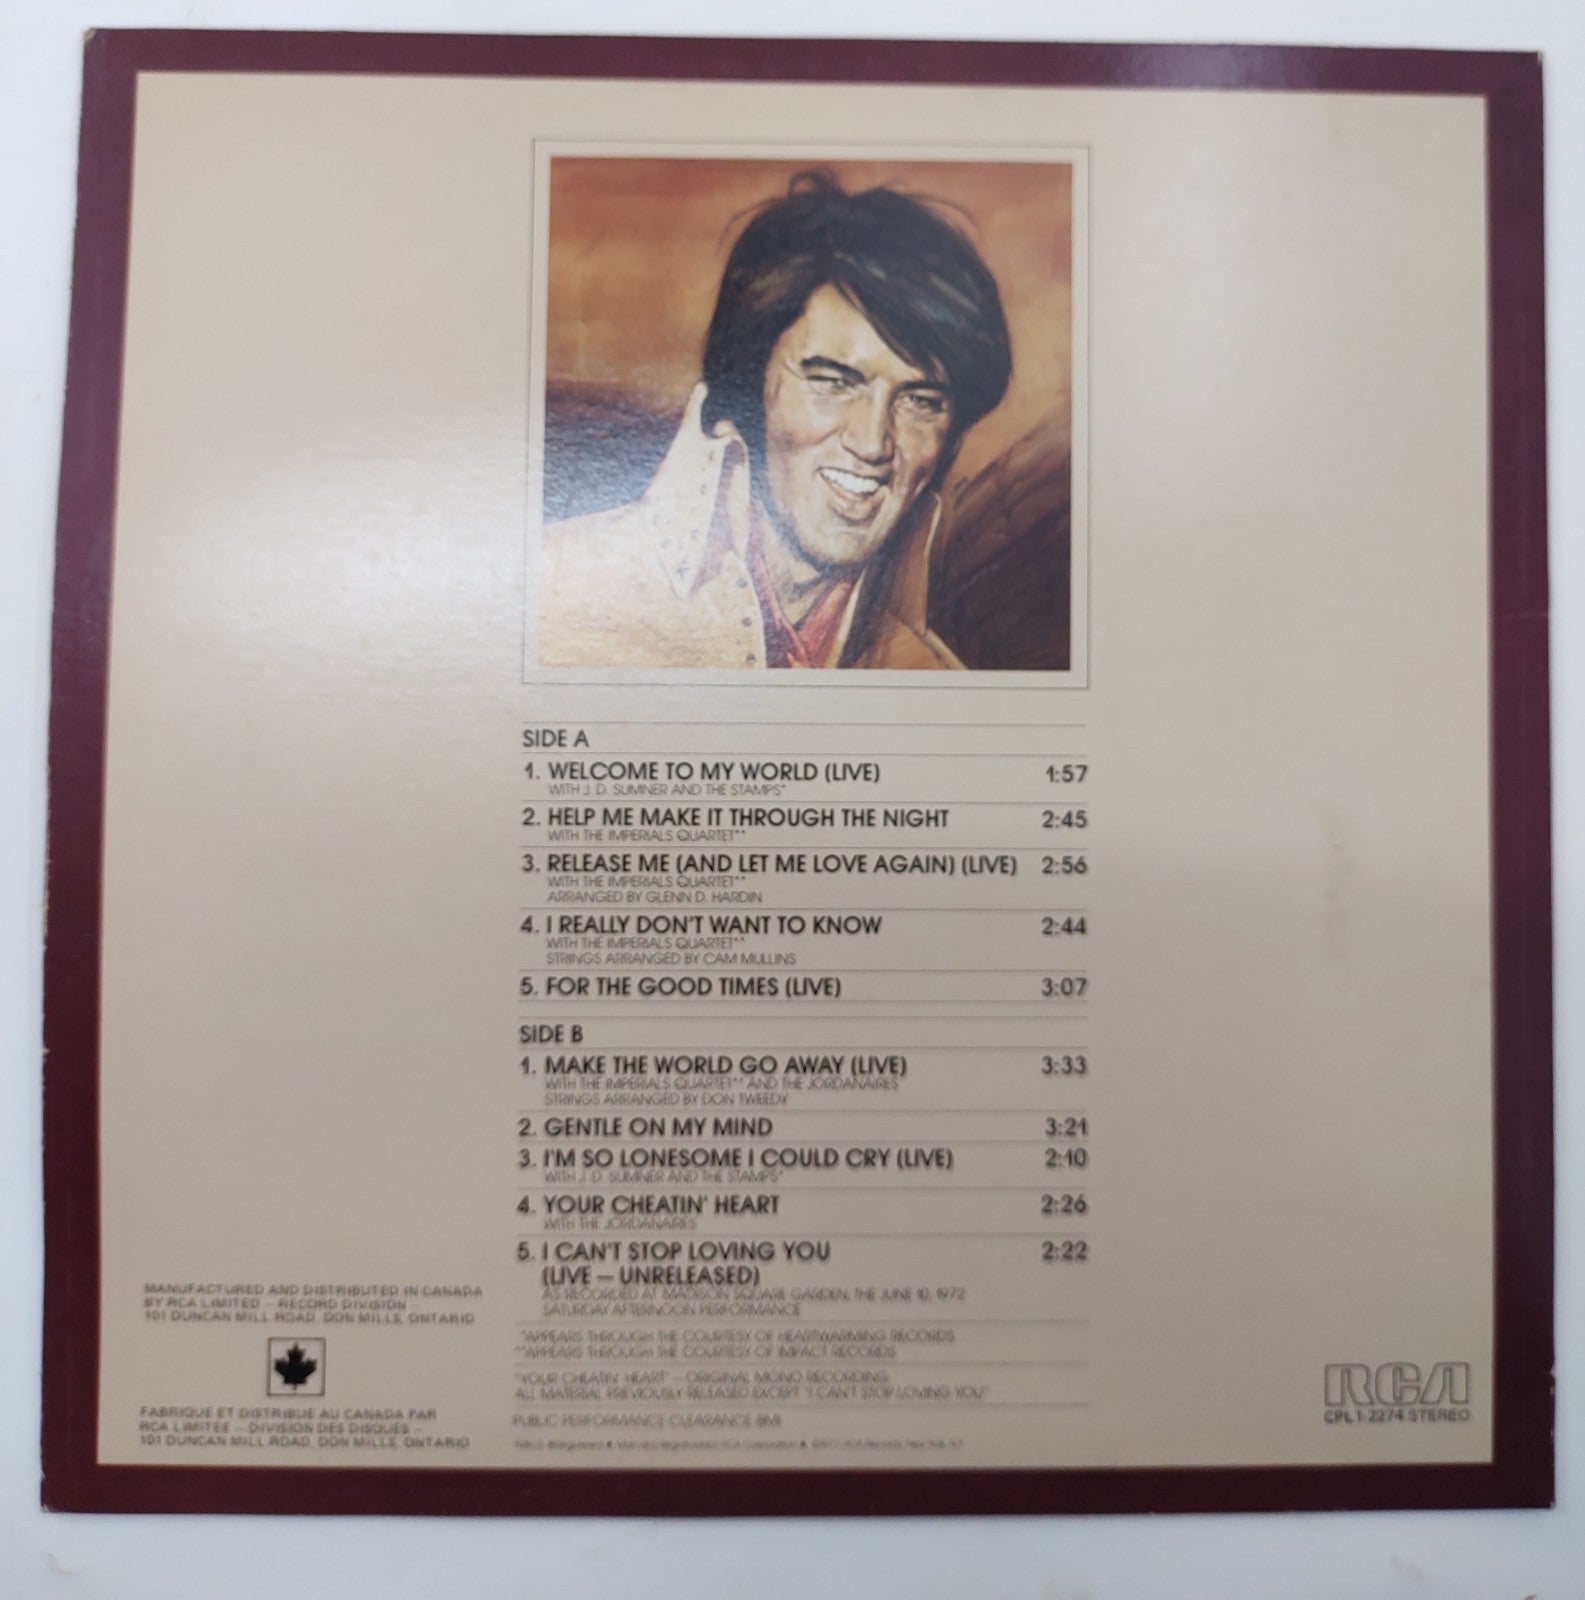 SIDE A
1. WELCOME TO MY WORLD (LIVE) 1:57
WITH J. D. SUMNER AND THE STAMPS*
2. HELP ME MAKE IT THROUGH THE NIGHT 2:45
WITH THE IMPERIALS QUARTET**
3. RELEASE ME (AND LET ME LOVE AGAIN) (LIVE) 2:56
WITH THE IMPERIALS QUARTET**
ARRANGED BY GLENN D. HARDIN
4. I REALLY DON'T WANT TO KNOW 2:44
WITH THE IMPERIALS QUARTET**
STRINGS ARRANGED BY CAM MULLINS
5. FOR THE GOOD TIMES (LIVE) 3:07
SIDE B
1. MAKE THE WORLD GO AWAY (LIVE) 3:33
WITH THE IMPERIALS QUARTET** AND THE JORDANAIRES
STRINGS ARRANGED BY DON TWEEDY
2. GENTLE ON MY MIND 3:21
3. I'M SO LONESOME I COULD CRY (LIVE) 2:10
WITH J. D. SUMNER AND THE STAMPS*
4. YOUR CHEATIN' HEART 2:26
WITH THE JORDANAIRES
5. I CAN'T STOP LOVING YOU 2:22
(LIVE — UNRELEASED)
AS RECORDED AT MADISON SQUARE GARDEN, THE JUNE 10, 1972
SATURDAY AFTERNOON PERFORMANCE
*APPEARS THROUGH THE COURTESY OF HEARTWARMING RECORDS
**APPEARS THROUGH THE COURTESY OF IMPACT RECORDS
"YOUR CHEATIN' HEART" – ORIGINAL MONO RECORDING
ALL MATERIAL PREVIOUSLY RELEASED EXCEPT "I CAN'T STOP LOVING YOU"
PUBLIC PERFORMANCE CLEARANCE BMI
MANUFACTURED AND DISTRIBUTED IN CANADA
BY RCA LIMITED – RECORD DIVISION –
101 DUNCAN MILL ROAD, DON MILLS, ONTARIO
FABRIQUE ET DISTRIBUE AU CANADA PAR
RCA LIMITEE – DIVISION DES DISQUES –
101 DUNCAN MILL ROAD, DON MILLS, ONTARIO
RCA
CPL 1-2274 STEREO